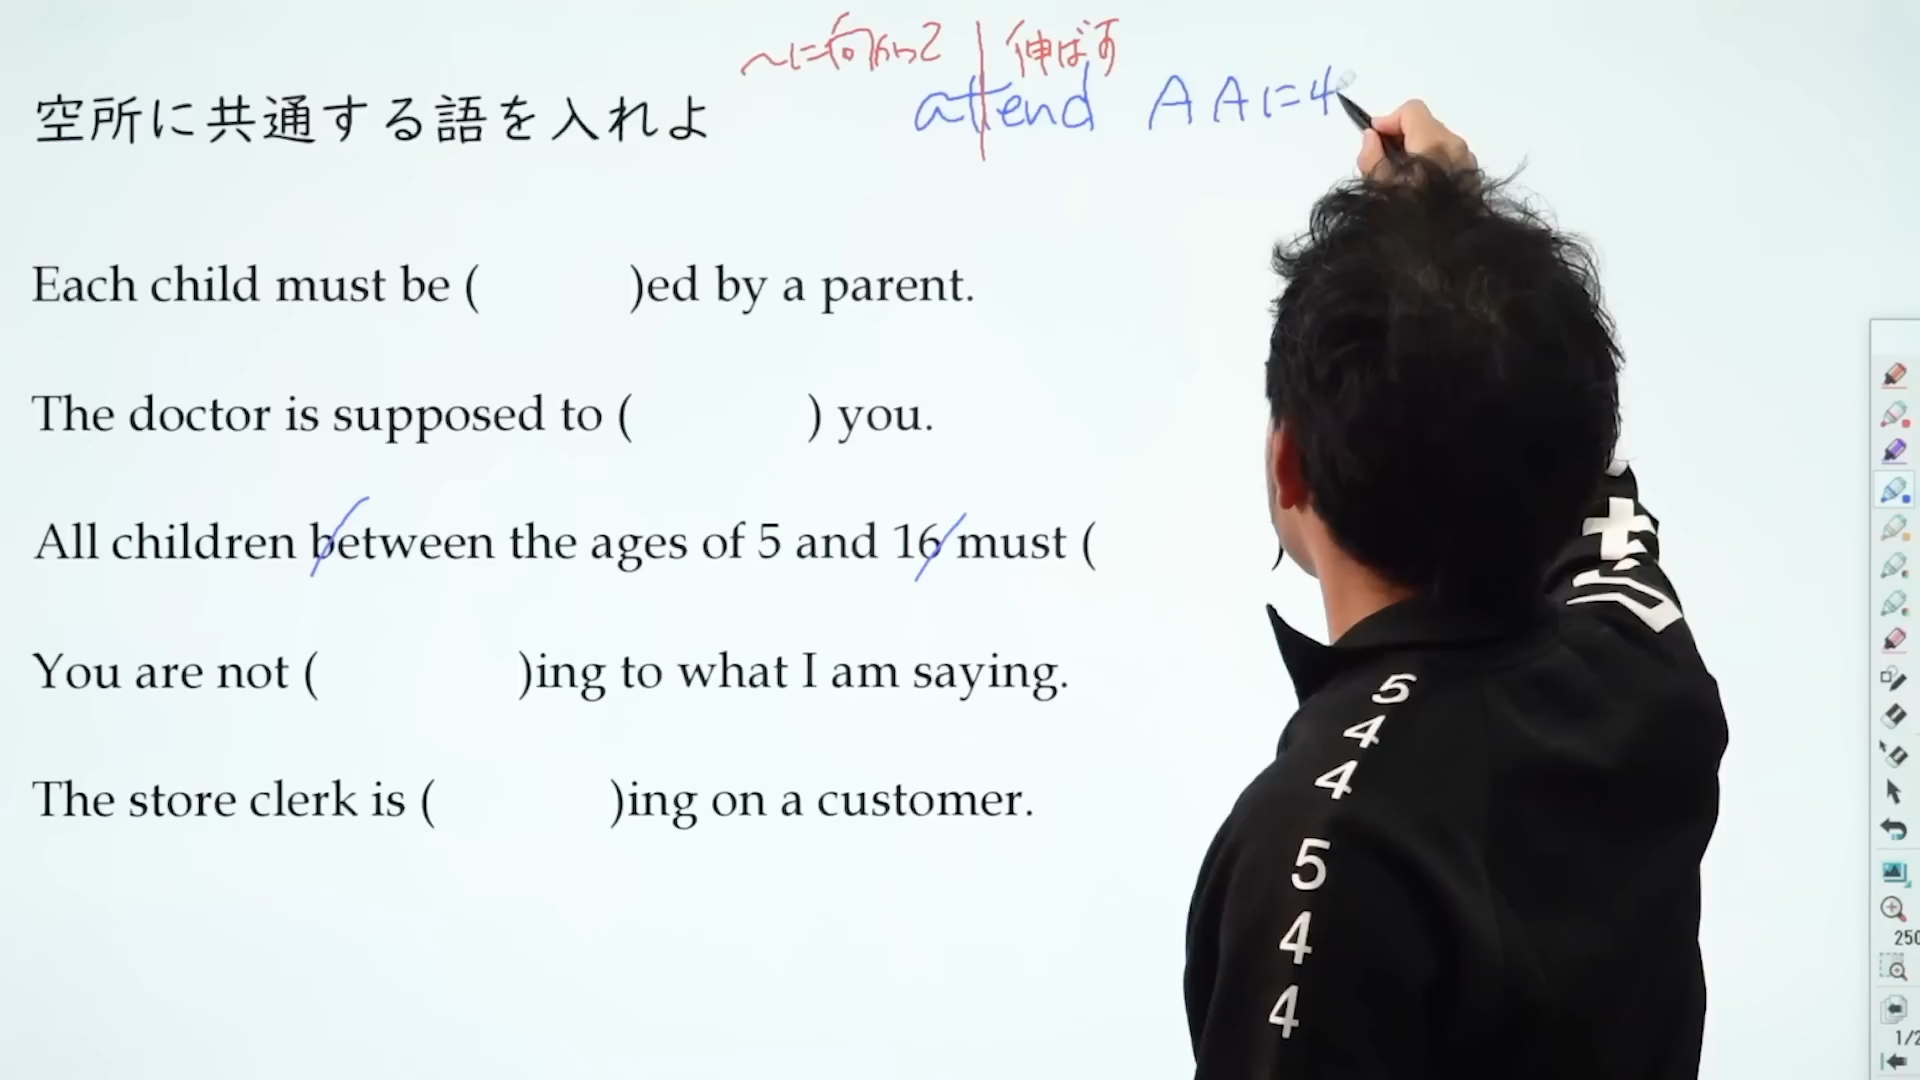 〜に向かって 伸ばす
attend A Aに
空所に共通する語を入れよ
Each child must be ( )ed by a parent.
The doctor is supposed to ( ) you.
All children between the ages of 5 and 16 must ( )
You are not ( )ing to what I am saying.
The store clerk is ( )ing on a customer.
5
4
4
5
4
4
250
1/2